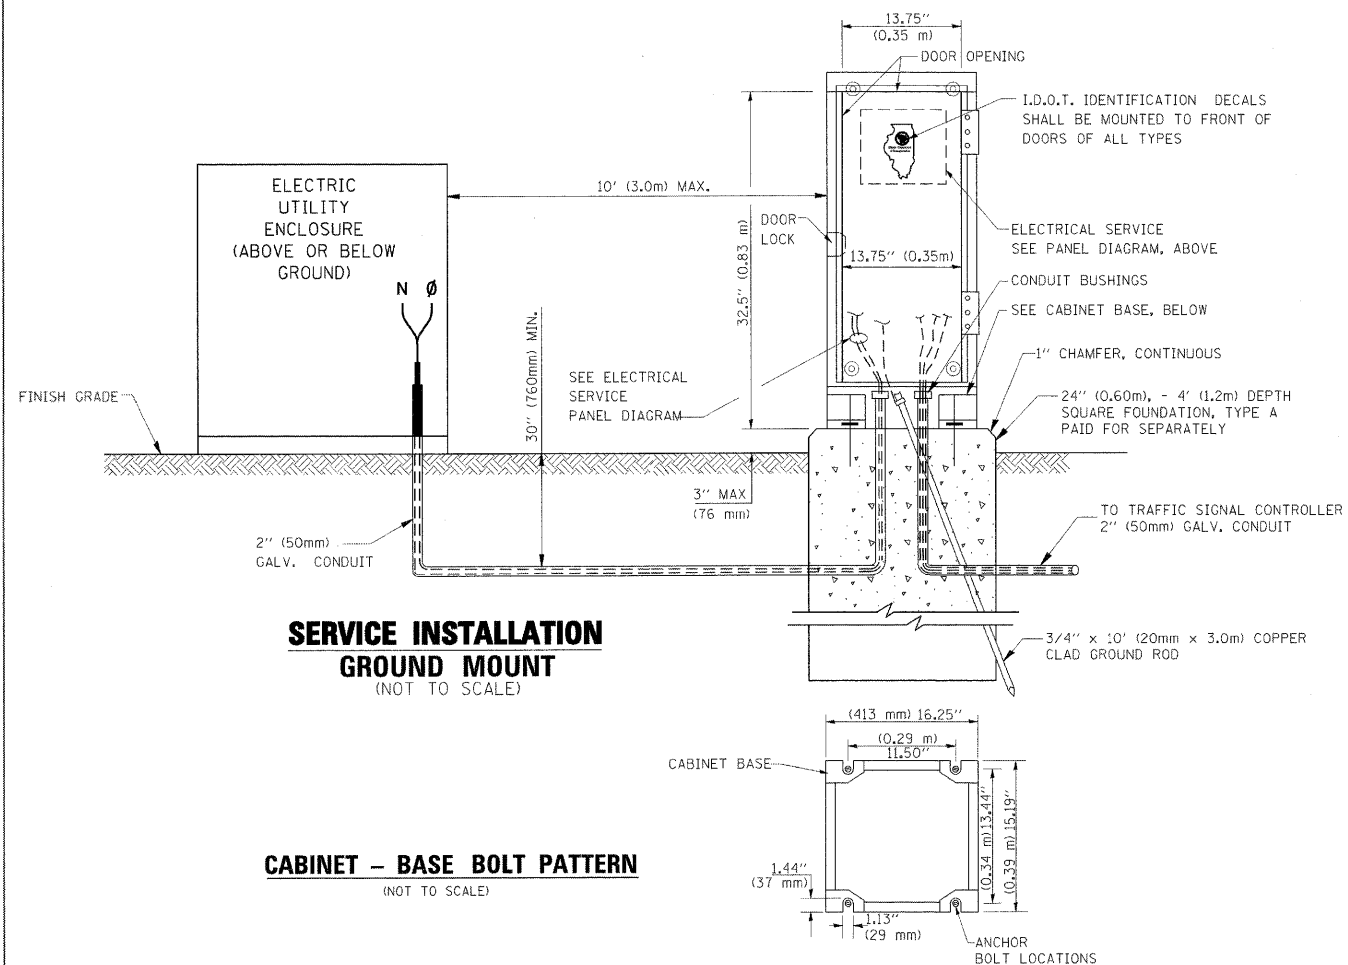 13.75"
(0.35 m)
DOOR OPENING
I.D.O.T. IDENTIFICATION DECALS
SHALL BE MOUNTED TO FRONT OF
DOORS OF ALL TYPES
ELECTRIC
UTILITY
ENCLOSURE
(ABOVE OR BELOW
GROUND)
N Ø
10' (3.0m) MAX.
DOOR
LOCK
32.5" (0.83 m)
13.75" (0.35m)
ELECTRICAL SERVICE
SEE PANEL DIAGRAM, ABOVE
CONDUIT BUSHINGS
SEE CABINET BASE, BELOW
1" CHAMFER, CONTINUOUS
24" (0.60m), - 4' (1.2m) DEPTH
SQUARE FOUNDATION, TYPE A
PAID FOR SEPARATELY
FINISH GRADE
30" (760mm) MIN.
SEE ELECTRICAL
SERVICE
PANEL DIAGRAM
3" MAX
(76 mm)
2" (50mm)
GALV. CONDUIT
TO TRAFFIC SIGNAL CONTROLLER
2" (50mm) GALV. CONDUIT
3/4" x 10' (20mm x 3.0m) COPPER
CLAD GROUND ROD
SERVICE INSTALLATION
GROUND MOUNT
(NOT TO SCALE)
(413 mm) 16.25"
(0.29 m)
11.50"
CABINET BASE
(0.34 m) 13.44"
(0.39 m) 15.19"
1.44"
(37 mm)
1.13"
(29 mm)
ANCHOR
BOLT LOCATIONS
CABINET – BASE BOLT PATTERN
(NOT TO SCALE)